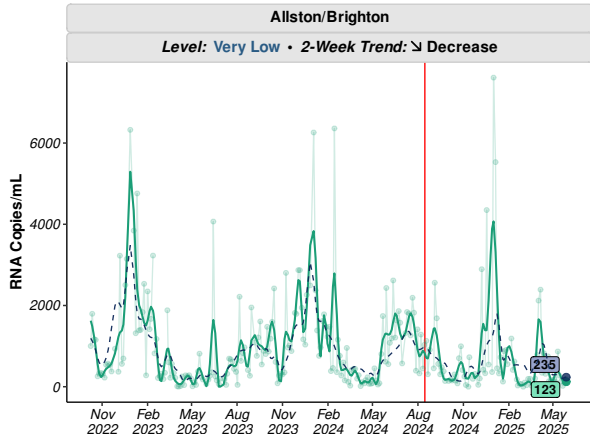 Allston/Brighton
Level: Very Low • 2-Week Trend: ↘ Decrease
RNA Copies/mL
6000
4000
2000
0
235
123
Nov Feb May Aug Nov Feb May Aug Nov Feb May
2022 2023 2023 2023 2023 2024 2024 2024 2024 2025 2025